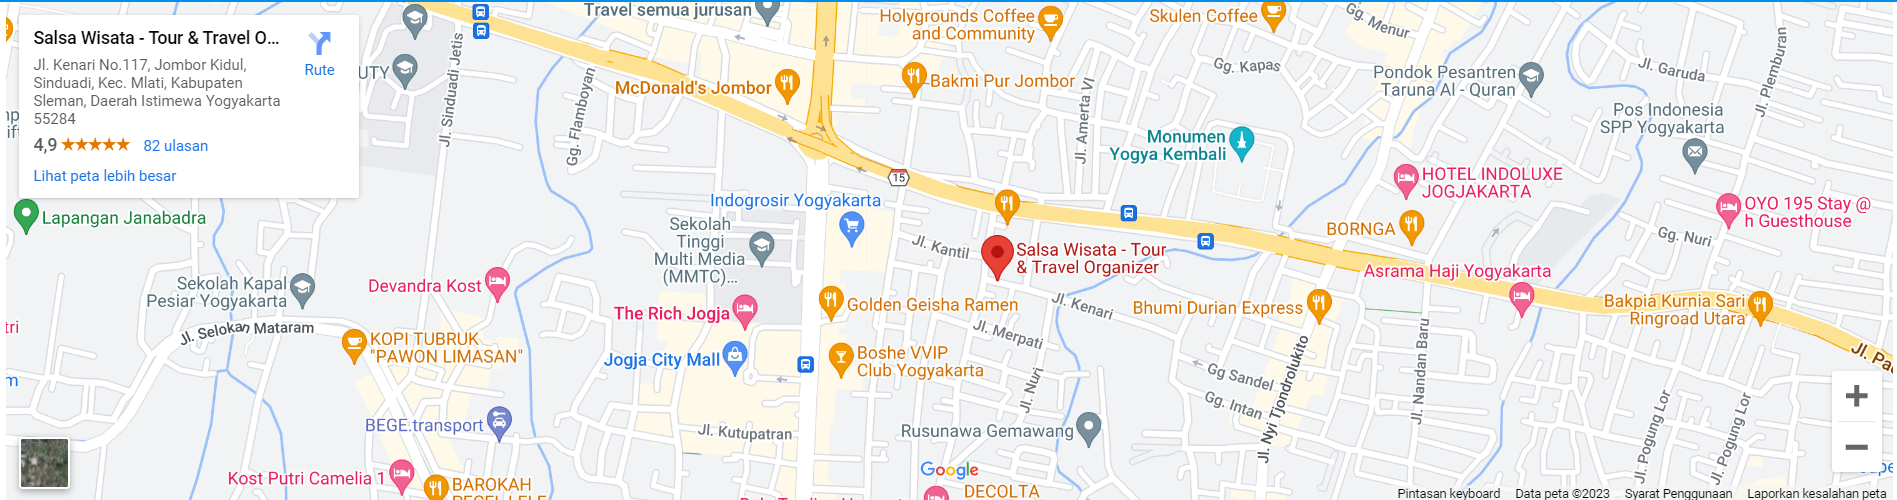 Salsa Wisata - Tour & Travel O...
Jl. Kenari No.117, Jombor Kidul,
Sinduadi, Kec. Mlati, Kabupaten
Sleman, Daerah Istimewa Yogyakarta
55284
4,9
82 ulasan
Lihat peta lebih besar
Rute
UTY
Jl. Sinduadi Jetis
Travel semua jurusan
Holygrounds Coffee
and Community
Skulen Coffee
Gg. Menur
Gg. Flamboyan
McDonald's Jombor
Bakmi Pur Jombor
Gg. Kapas
Jl. Amerta VI
Pondok Pesantren
Taruna Al - Quran
Jl. Garuda
Jl. Plemburan
Pos Indonesia
SPP Yogyakarta
Monumen
Yogya Kembali
15
HOTEL INDOLUXE
JOGJAKARTA
OYO 195 Stay @
h Guesthouse
Lapangan Janabadra
Indogrosir Yogyakarta
Sekolah
Tinggi
Multi Media
(MMTC)...
Jl. Kantil
Salsa Wisata - Tour
& Travel Organizer
BORNGA
Gg. Nuri
Asrama Haji Yogyakarta
Sekolah Kapal
Pesiar Yogyakarta
Devandra Kost
The Rich Jogja
Golden Geisha Ramen
Jl. Kenari
Bhumi Durian Express
Bakpia Kurnia Sari
Ringroad Utara
tri
Jl. Selokan Mataram
KOPI TUBRUK
"PAWON LIMASAN"
Jogja City Mall
Boshe VVIP
Club Yogyakarta
Jl. Merpati
Jl. Nuri
Gg Sandel
Gg. Intan
Jl. Nyi Tjondrolukito
Jl. Nandan Baru
Jl. Pogung Lor
Jl. Pogung Lor
m
BEGE.transport
Jl. Kutupatran
Rusunawa Gemawang
Kost Putri Camelia 1
BAROKAH
PECEL LELE
Google
DECOLTA
Pintasan keyboard
Data peta ©2023
Syarat Penggunaan
Laporkan kesalahan peta